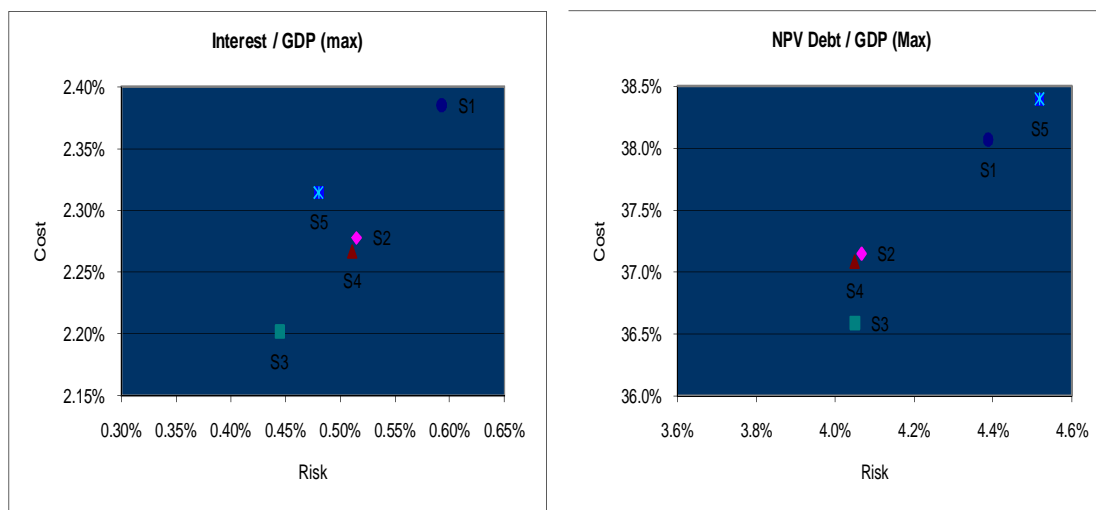 Interest / GDP (max)
2.40%
2.35%
2.30%
2.25%
2.20%
2.15%
Cost
S1
S5
S2
S4
S3
0.30% 0.35% 0.40% 0.45% 0.50% 0.55% 0.60% 0.65%
Risk
NPV Debt / GDP (Max)
38.5%
38.0%
37.5%
37.0%
36.5%
36.0%
Cost
S5
S1
S2
S4
S3
3.6% 3.8% 4.0% 4.2% 4.4% 4.6%
Risk